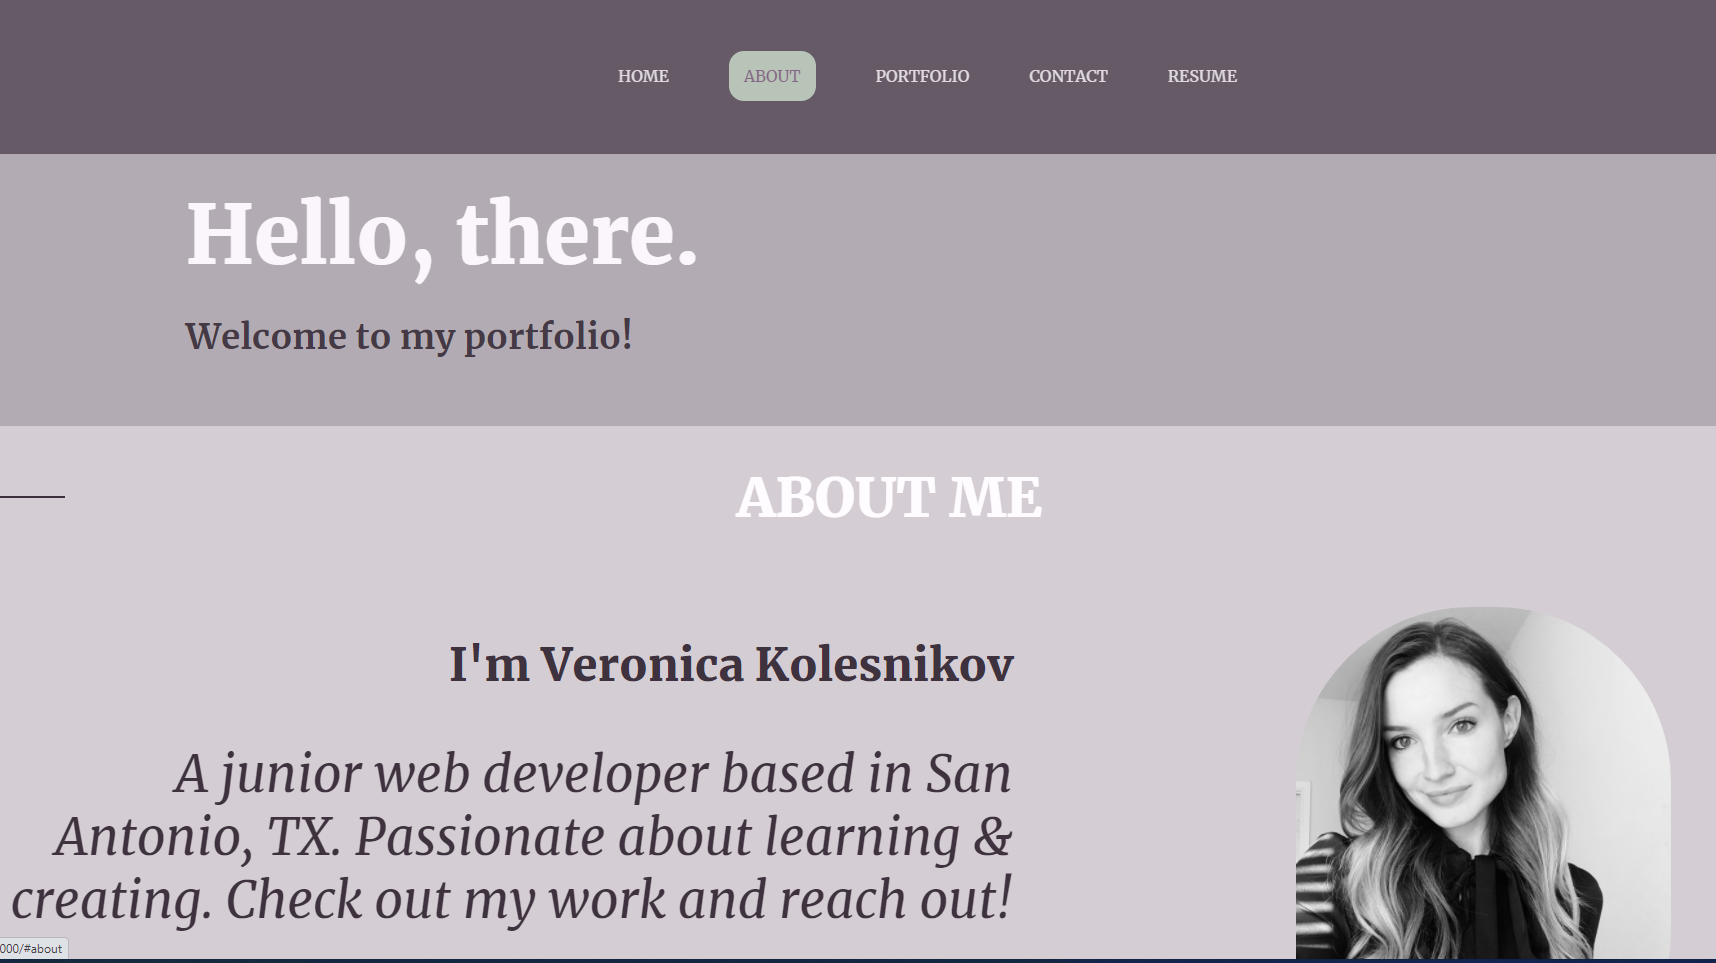 HOME ABOUT PORTFOLIO CONTACT RESUME
Hello, there.
Welcome to my portfolio!
ABOUT ME
I'm Veronica Kolesnikov
A junior web developer based in San
Antonio, TX. Passionate about learning &
creating. Check out my work and reach out!
000/#about